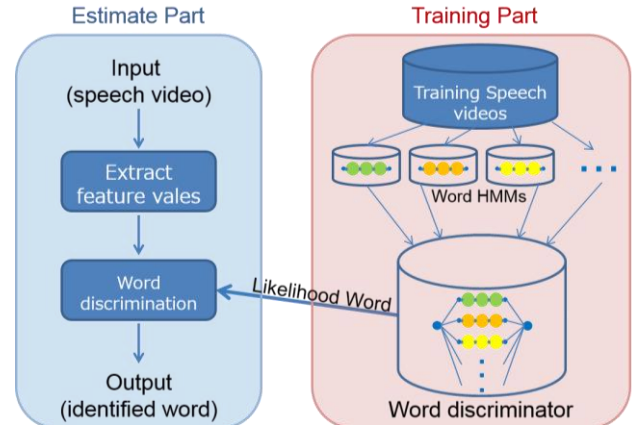 Estimate Part
Input
(speech video)
Extract
feature vales
Word
discrimination
Output
(identified word)
Likelihood Word
Training Part
Training Speech
videos
Word HMMs
Word discriminator